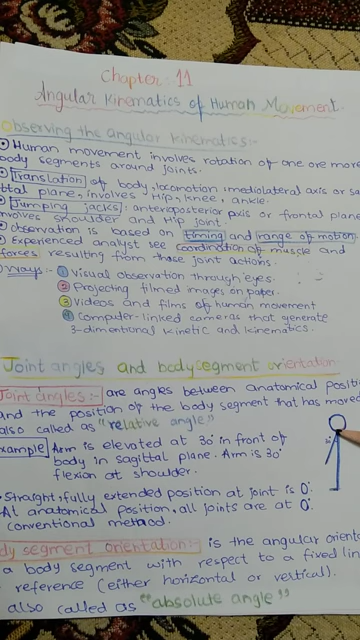 Chapter : 11
Angular Kinematics of Human Movement.
Observing the angular kinematics:-
Human movement involves rotation of one or more
body segments around joints.
Translation of body, locomotion, mediolateral axis or sa
ttal plane, involves hip, knee, ankle.
Jumping jacks: anteroposterior axis or frontal plane
involves shoulder and hip joint
Observation is based on timing and range of motion
Experienced analyst see coordination of muscle and
forces resulting from those joint actions.
Ways:- ① Visual observation through eyes.
② Projecting filmed images on paper.
③ Videos and films of human movement
④ Computer-linked cameras that generate
3-dimentional kinetic and kinematics.
Joint angles and body segment orientation
Joint angles:- are angles between anatomical positi
and the position of the body segment that has moved
also called as "relative angle"
Example Arm is elevated at 30° in front of
body in sagittal plane. Arm is 30°
flexion at shoulder.
Straight, fully extended position at joint is 0°.
At anatomical position, all joints are at 0°.
conventional method.
dy segment orientation:- is the angular orienta
a body segment with respect to a fixed lin
reference (either horizontal or vertical).
also called as "absolute angle"